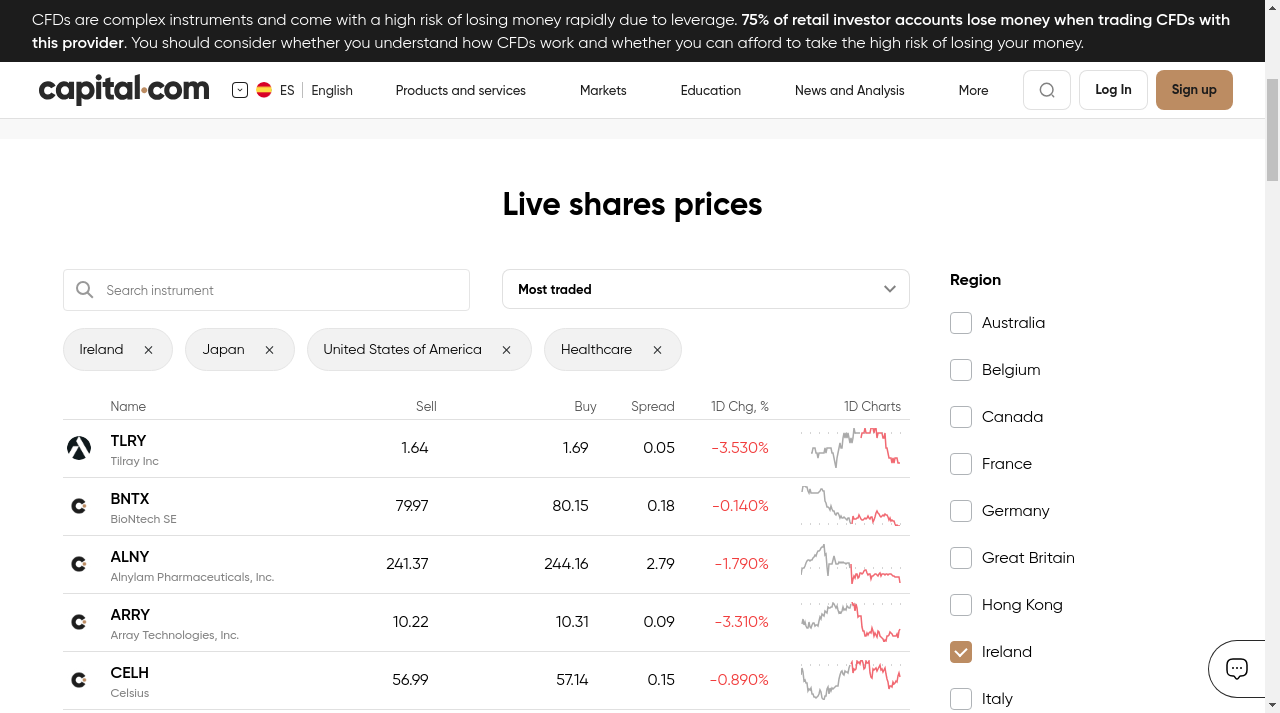 CFDs are complex instruments and come with a high risk of losing money rapidly due to leverage. 75% of retail investor accounts lose money when trading CFDs with
this provider. You should consider whether you understand how CFDs work and whether you can afford to take the high risk of losing your money.
capital.com ES English Products and services Markets Education News and Analysis More Log In Sign up
Live shares prices
Search instrument
Most traded
Ireland Japan United States of America Healthcare
Name Sell Buy Spread 1D Chg, % 1D Charts
TLRY
Tilray Inc
1.64 1.69 0.05 -3.530%
BNTX
BioNtech SE
79.97 80.15 0.18 -0.140%
ALNY
Alnylam Pharmaceuticals, Inc.
241.37 244.16 2.79 -1.790%
ARRY
Array Technologies, Inc.
10.22 10.31 0.09 -3.310%
CELH
Celsius
56.99 57.14 0.15 -0.890%
Region
Australia
Belgium
Canada
France
Germany
Great Britain
Hong Kong
Ireland
Italy